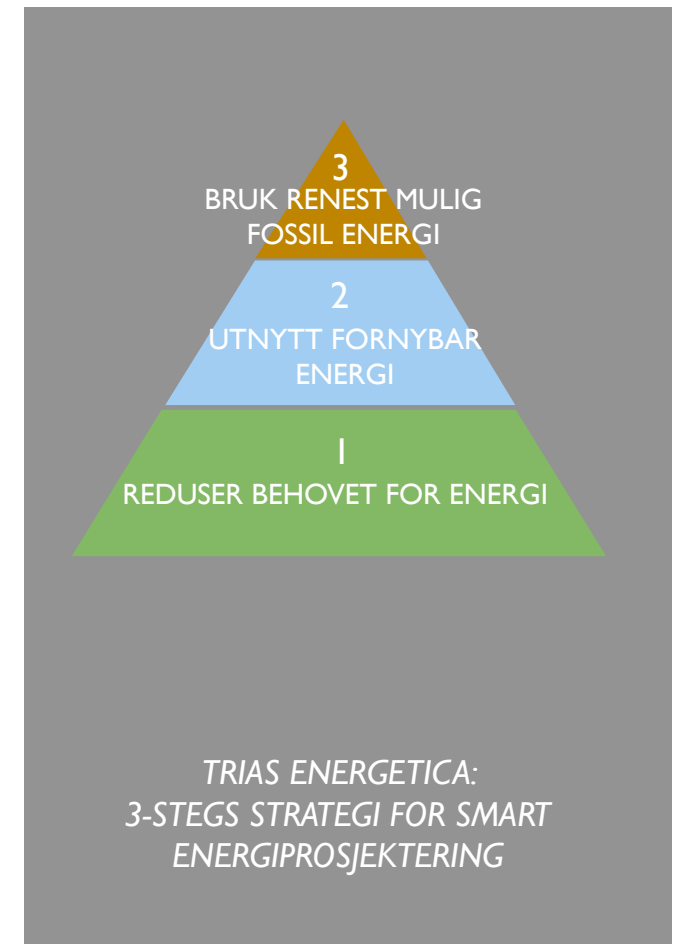 3
BRUK RENEST MULIG
FOSSIL ENERGI
2
UTNYTT FORNYBAR
ENERGI
1
REDUSER BEHOVET FOR ENERGI
TRIAS ENERGETICA:
3-STEGS STRATEGI FOR SMART
ENERGIPROSJEKTERING